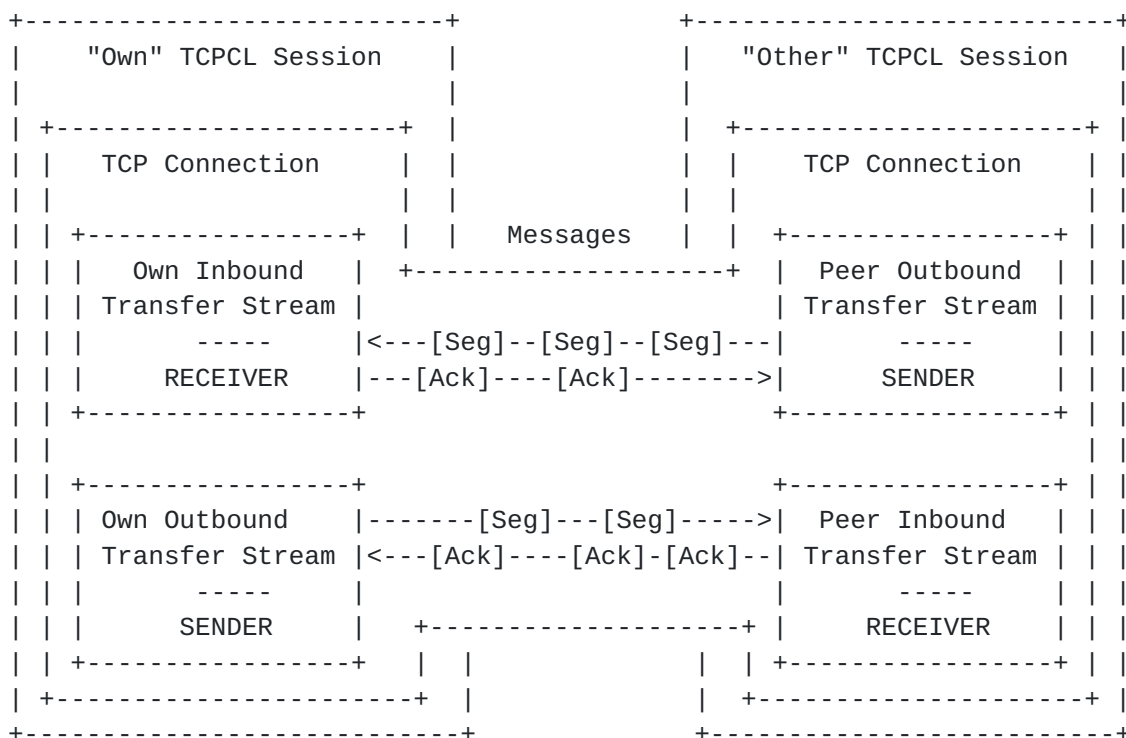 "Own" TCPCL Session "Other" TCPCL Session
TCP Connection TCP Connection
Messages
Own Inbound Peer Outbound
Transfer Stream Transfer Stream
----- <---[Seg]--[Seg]--[Seg]---| -----
RECEIVER |---[Ack]----[Ack]--------> SENDER
Own Outbound |-------[Seg]---[Seg]-----> Peer Inbound
Transfer Stream <---[Ack]----[Ack]-[Ack]--| Transfer Stream
----- -----
SENDER RECEIVER